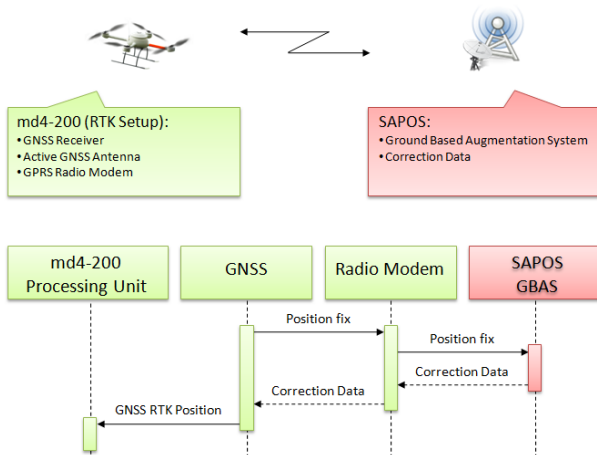 md4-200 (RTK Setup):
•GNSS Receiver
•Active GNSS Antenna
•GPRS Radio Modem
SAPOS:
•Ground Based Augmentation System
•Correction Data
md4-200
Processing Unit
GNSS
Radio Modem
SAPOS
GBAS
Position fix
Position fix
Correction Data
Correction Data
GNSS RTK Position